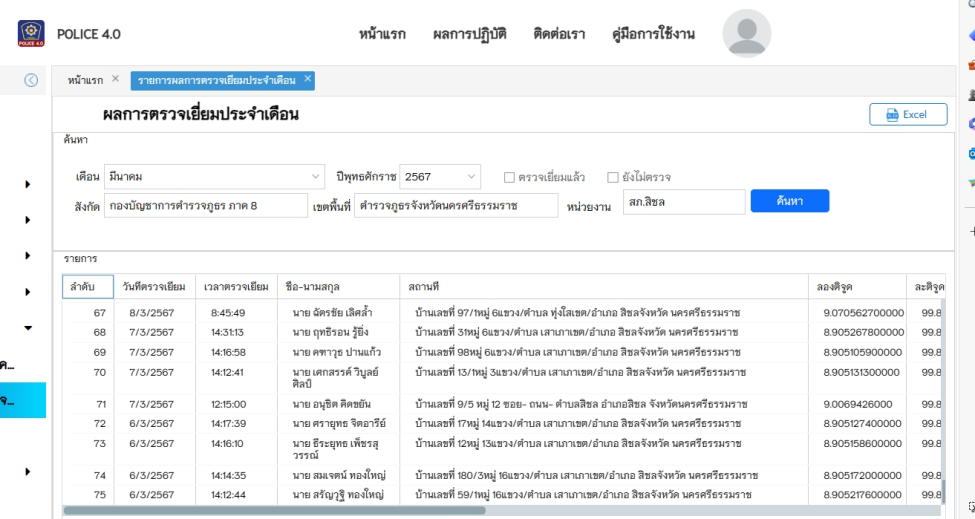 POLICE 4.0
POLICE 4.0 หน้าแรก ผลการปฏิบัติ ติดต่อเรา คู่มือการใช้งาน
หน้าแรก × รายการผลการตรวจเยี่ยมประจำเดือน ×
ผลการตรวจเยี่ยมประจำเดือน Excel
ค้นหา
เดือน มีนาคม ปีพุทธศักราช 2567 ตรวจเยี่ยมแล้ว ยังไม่ตรวจ
สังกัด กองบัญชาการตำรวจภูธร ภาค 8 เขตพื้นที่ ตำรวจภูธรจังหวัดนครศรีธรรมราช หน่วยงาน สภ.สิชล ค้นหา
รายการ
ลำดับ วันที่ตรวจเยี่ยม เวลาตรวจเยี่ยม ชื่อ-นามสกุล สถานที่ ลองติจูด ละติจูด
67 8/3/2567 8:45:49 นาย ฉัตรชัย เลิศล้ำ บ้านเลขที่ 97/1หมู่ 6แขวง/ตำบล ทุ่งใสเขต/อำเภอ สิชลจังหวัด นครศรีธรรมราช 9.070562700000 99.8
68 7/3/2567 14:31:13 นาย ฤทธิรอน รู้ยิ่ง บ้านเลขที่ 31หมู่ 6แขวง/ตำบล เสาเภาเขต/อำเภอ สิชลจังหวัด นครศรีธรรมราช 8.905267800000 99.8
69 7/3/2567 14:16:58 นาย คฑาวุธ ปานแก้ว บ้านเลขที่ 98หมู่ 6แขวง/ตำบล เสาเภาเขต/อำเภอ สิชลจังหวัด นครศรีธรรมราช 8.905105900000 99.8
70 7/3/2567 14:12:41 นาย เศกสรรค์ วิบูลย์ บ้านเลขที่ 13/1หมู่ 3แขวง/ตำบล เสาเภาเขต/อำเภอ สิชลจังหวัด นครศรีธรรมราช 8.905131300000 99.8
ศิลป์
71 7/3/2567 12:15:00 นาย อนุชิต คิดขยัน บ้านเลขที่ 9/5 หมู่ 12 ซอย- ถนน- ตำบลสิชล อำเภอสิชล จังหวัดนครศรีธรรมราช 9.0069426000 99.8
72 6/3/2567 14:17:39 นาย ศรายุทธ จิตอารีย์ บ้านเลขที่ 17หมู่ 14แขวง/ตำบล เสาเภาเขต/อำเภอ สิชลจังหวัด นครศรีธรรมราช 8.905127400000 99.8
73 6/3/2567 14:16:10 นาย ธีระยุทธ เพ็ชรสุ บ้านเลขที่ 12หมู่ 13แขวง/ตำบล เสาเภาเขต/อำเภอ สิชลจังหวัด นครศรีธรรมราช 8.905158600000 99.8
วรรณ์
74 6/3/2567 14:14:35 นาย สมเจตน์ ทองใหญ่ บ้านเลขที่ 180/3หมู่ 16แขวง/ตำบล เสาเภาเขต/อำเภอ สิชลจังหวัด นครศรีธรรมราช 8.905172000000 99.8
75 6/3/2567 14:12:44 นาย สรัญวุฐิ ทองใหญ่ บ้านเลขที่ 59/1หมู่ 16แขวง/ตำบล เสาเภาเขต/อำเภอ สิชลจังหวัด นครศรีธรรมราช 8.905217600000 99.8